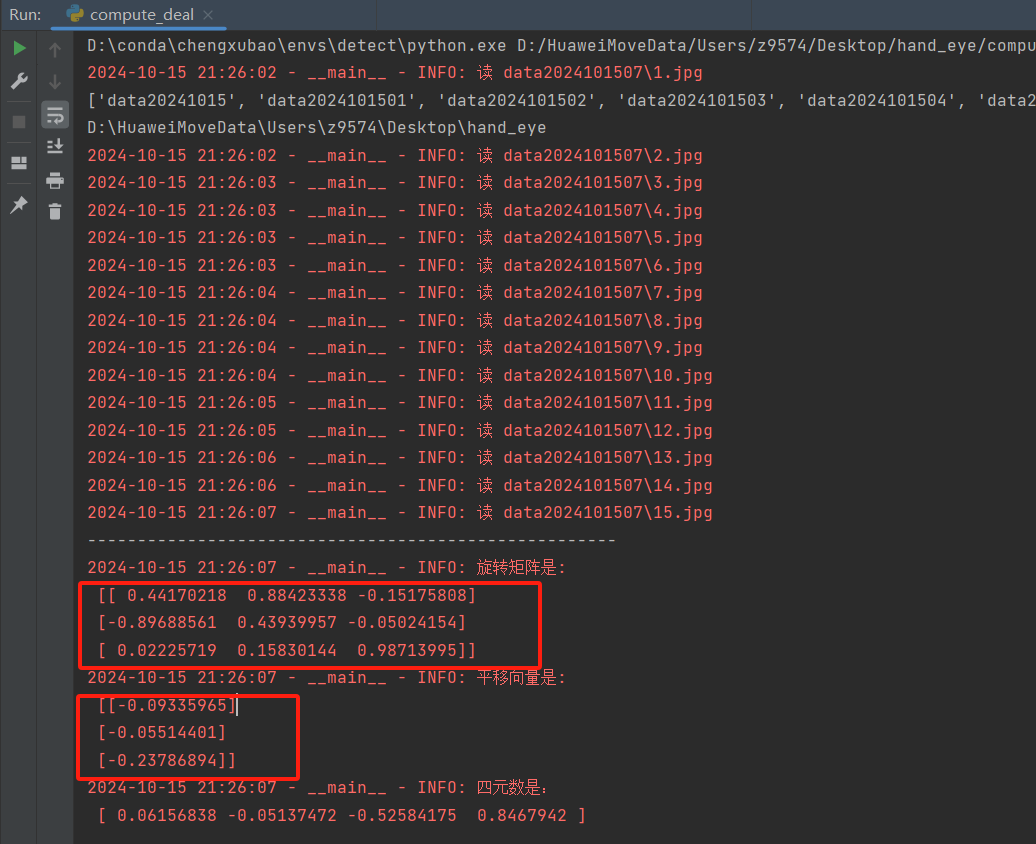 Run: compute_deal
D:\conda\chengxubao\envs\detect\python.exe D:/HuaweiMoveData/Users/z9574/Desktop/hand_eye/compu
2024-10-15 21:26:02 - __main__ - INFO: 读 data2024101507\1.jpg
['data20241015', 'data2024101501', 'data2024101502', 'data2024101503', 'data2024101504', 'data2
D:\HuaweiMoveData\Users\z9574\Desktop\hand_eye
2024-10-15 21:26:02 - __main__ - INFO: 读 data2024101507\2.jpg
2024-10-15 21:26:03 - __main__ - INFO: 读 data2024101507\3.jpg
2024-10-15 21:26:03 - __main__ - INFO: 读 data2024101507\4.jpg
2024-10-15 21:26:03 - __main__ - INFO: 读 data2024101507\5.jpg
2024-10-15 21:26:03 - __main__ - INFO: 读 data2024101507\6.jpg
2024-10-15 21:26:04 - __main__ - INFO: 读 data2024101507\7.jpg
2024-10-15 21:26:04 - __main__ - INFO: 读 data2024101507\8.jpg
2024-10-15 21:26:04 - __main__ - INFO: 读 data2024101507\9.jpg
2024-10-15 21:26:04 - __main__ - INFO: 读 data2024101507\10.jpg
2024-10-15 21:26:05 - __main__ - INFO: 读 data2024101507\11.jpg
2024-10-15 21:26:05 - __main__ - INFO: 读 data2024101507\12.jpg
2024-10-15 21:26:06 - __main__ - INFO: 读 data2024101507\13.jpg
2024-10-15 21:26:06 - __main__ - INFO: 读 data2024101507\14.jpg
2024-10-15 21:26:07 - __main__ - INFO: 读 data2024101507\15.jpg
-----------------------------------------------------
2024-10-15 21:26:07 - __main__ - INFO: 旋转矩阵是:
[[ 0.44170218  0.88423338 -0.15175808]
[-0.89688561  0.43939957 -0.05024154]
[ 0.02225719  0.15830144  0.98713995]]
2024-10-15 21:26:07 - __main__ - INFO: 平移向量是:
[[-0.09335965]
[-0.05514401]
[-0.23786894]]
2024-10-15 21:26:07 - __main__ - INFO: 四元数是:
[ 0.06156838 -0.05137472 -0.52584175  0.8467942 ]